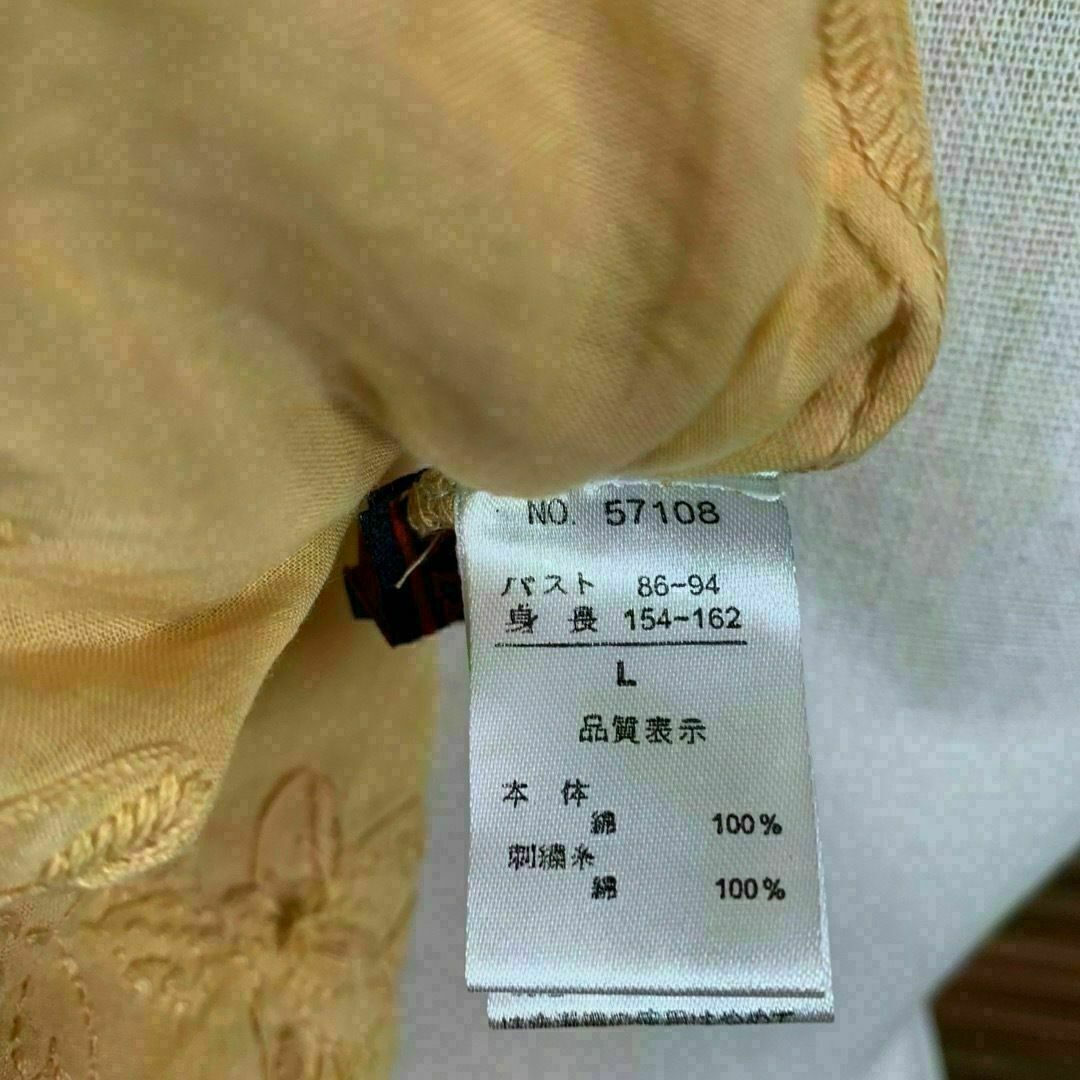 NO. 57108
バスト 86~94
身長 154~162
L
品質表示
本体
綿 100%
刺繍糸
綿 100%